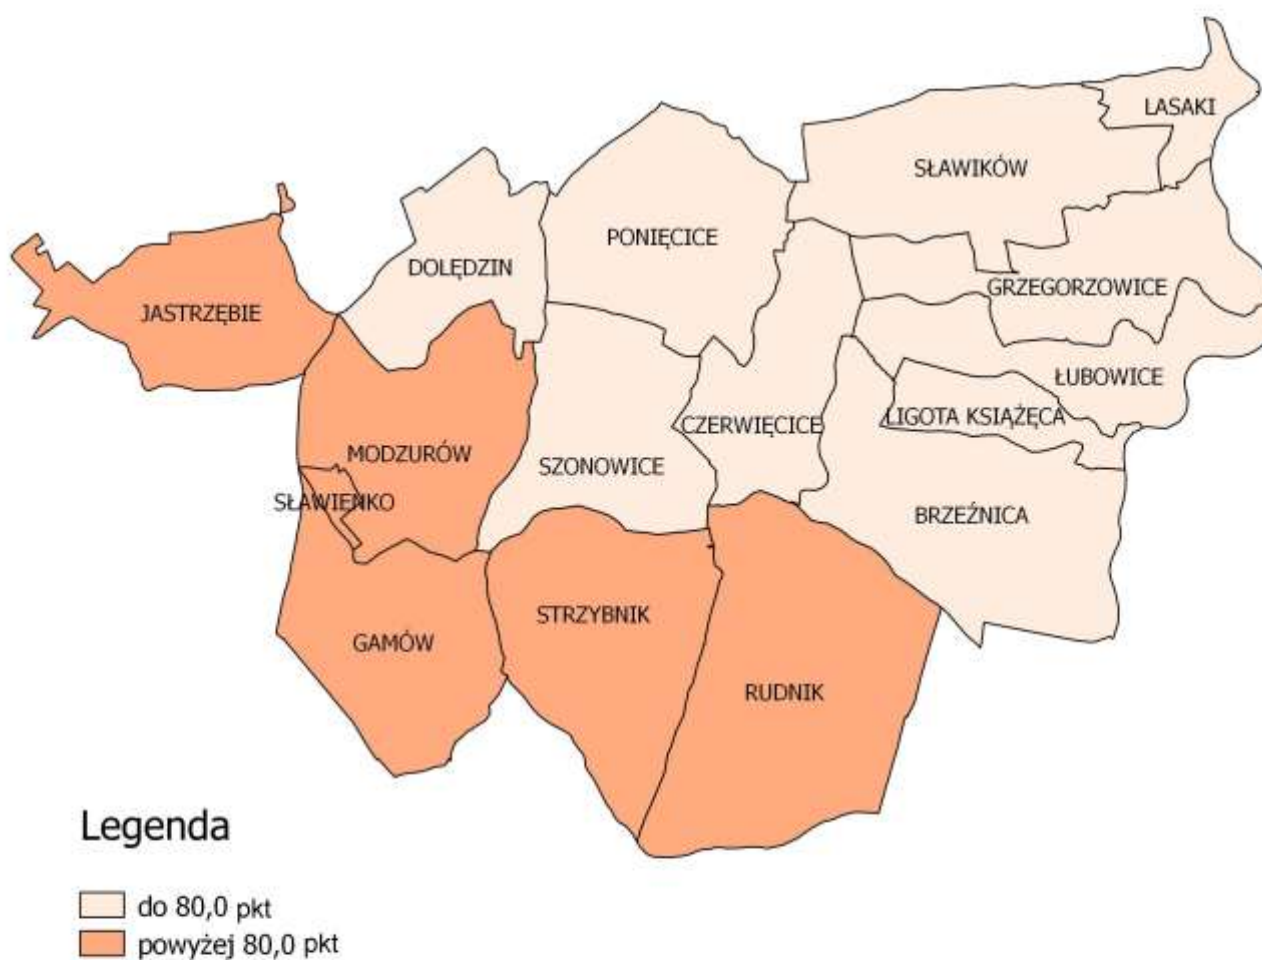 LASAKI
SŁAWIKÓW
PONIĘCICE
DOLĘDZIN
GRZEGORZOWICE
JASTRZĘBIE
ŁUBOWICE
LIGOTA KSIĄŻĘCA
CZERWIĘCICE
MODZURÓW
SZONOWICE
SŁAWIENKO
BRZEŹNICA
STRZYBNIK
GAMÓW
RUDNIK
Legenda
do 80,0 pkt
powyżej 80,0 pkt